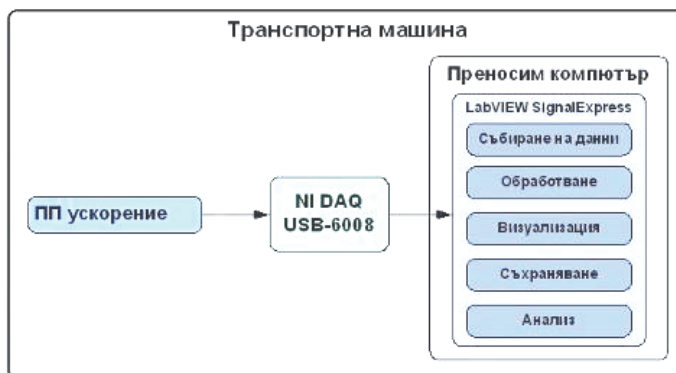 Транспортна машина
Преносим компютър
LabVIEW SignalExpress
Събиране на данни
Обработване
Визуализация
Съхраняване
Анализ
ПП ускорение
NI DAQ
USB-6008